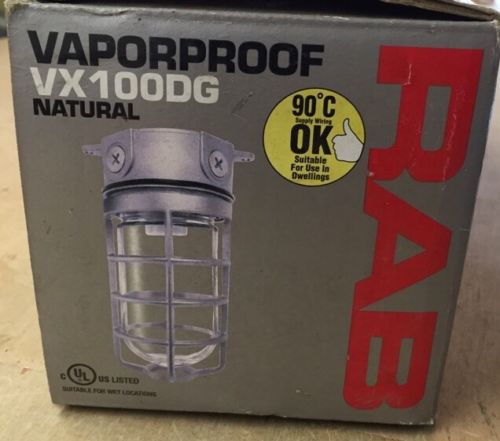 VAPORPROOF
VX100DG
NATURAL
90°C
Supply Wiring
OK
Suitable
For Use In
Dwellings
RAB
C UL US LISTED
SUITABLE FOR WET LOCATIONS